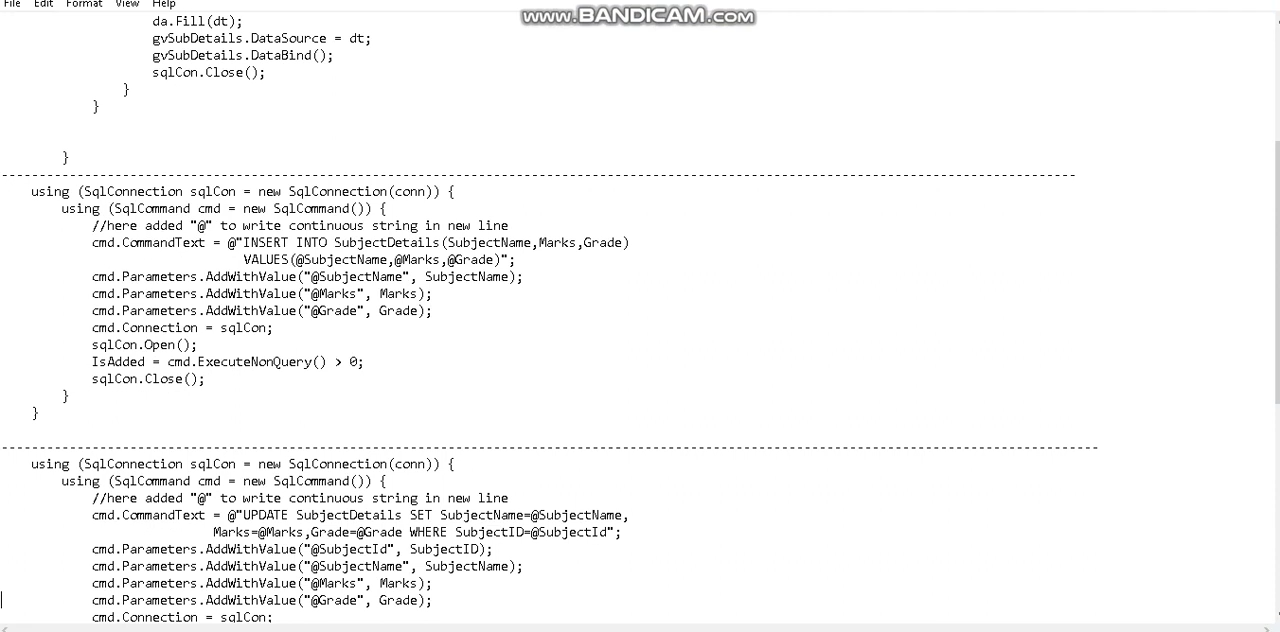 File Edit Format View Help
www.BANDICAM.com
da.Fill(dt);
gvSubDetails.DataSource = dt;
gvSubDetails.DataBind();
sqlCon.Close();
}
}
}
--------------------------------------------------------------------------------------------------------------------------------------------
using (SqlConnection sqlCon = new SqlConnection(conn)) {
using (SqlCommand cmd = new SqlCommand()) {
//here added "@" to write continuous string in new line
cmd.CommandText = @"INSERT INTO SubjectDetails(SubjectName,Marks,Grade)
VALUES(@SubjectName,@Marks,@Grade)";
cmd.Parameters.AddWithValue("@SubjectName", SubjectName);
cmd.Parameters.AddWithValue("@Marks", Marks);
cmd.Parameters.AddWithValue("@Grade", Grade);
cmd.Connection = sqlCon;
sqlCon.Open();
IsAdded = cmd.ExecuteNonQuery() > 0;
sqlCon.Close();
}
}
-----------------------------------------------------------------------------------------------------------------------------------------------
using (SqlConnection sqlCon = new SqlConnection(conn)) {
using (SqlCommand cmd = new SqlCommand()) {
//here added "@" to write continuous string in new line
cmd.CommandText = @"UPDATE SubjectDetails SET SubjectName=@SubjectName,
Marks=@Marks,Grade=@Grade WHERE SubjectID=@SubjectId";
cmd.Parameters.AddWithValue("@SubjectId", SubjectID);
cmd.Parameters.AddWithValue("@SubjectName", SubjectName);
cmd.Parameters.AddWithValue("@Marks", Marks);
cmd.Parameters.AddWithValue("@Grade", Grade);
cmd.Connection = sqlCon;